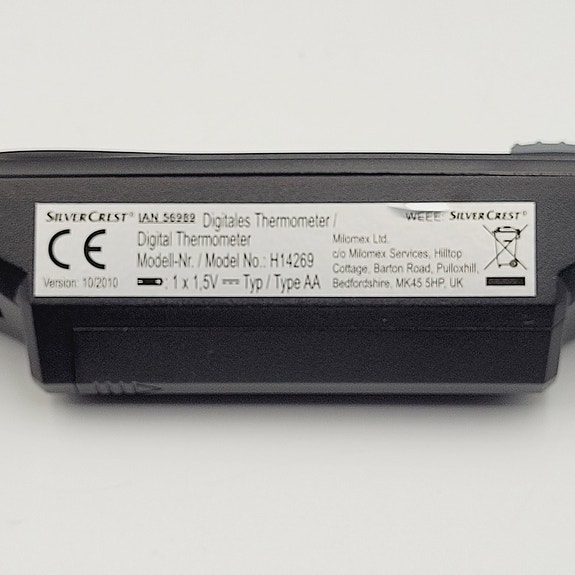 SILVERCREST® IAN 56989 Digitales Thermometer / WEEE SILVERCREST®
CE Digital Thermometer
Modell-Nr. / Model No.: H14269
Version: 10/2010 : 1 x 1,5V Typ / Type AA
Milomex Ltd.
c/o Milomex Services, Hilltop
Cottage, Barton Road, Pulloxhill,
Bedfordshire, MK45 5HP, UK